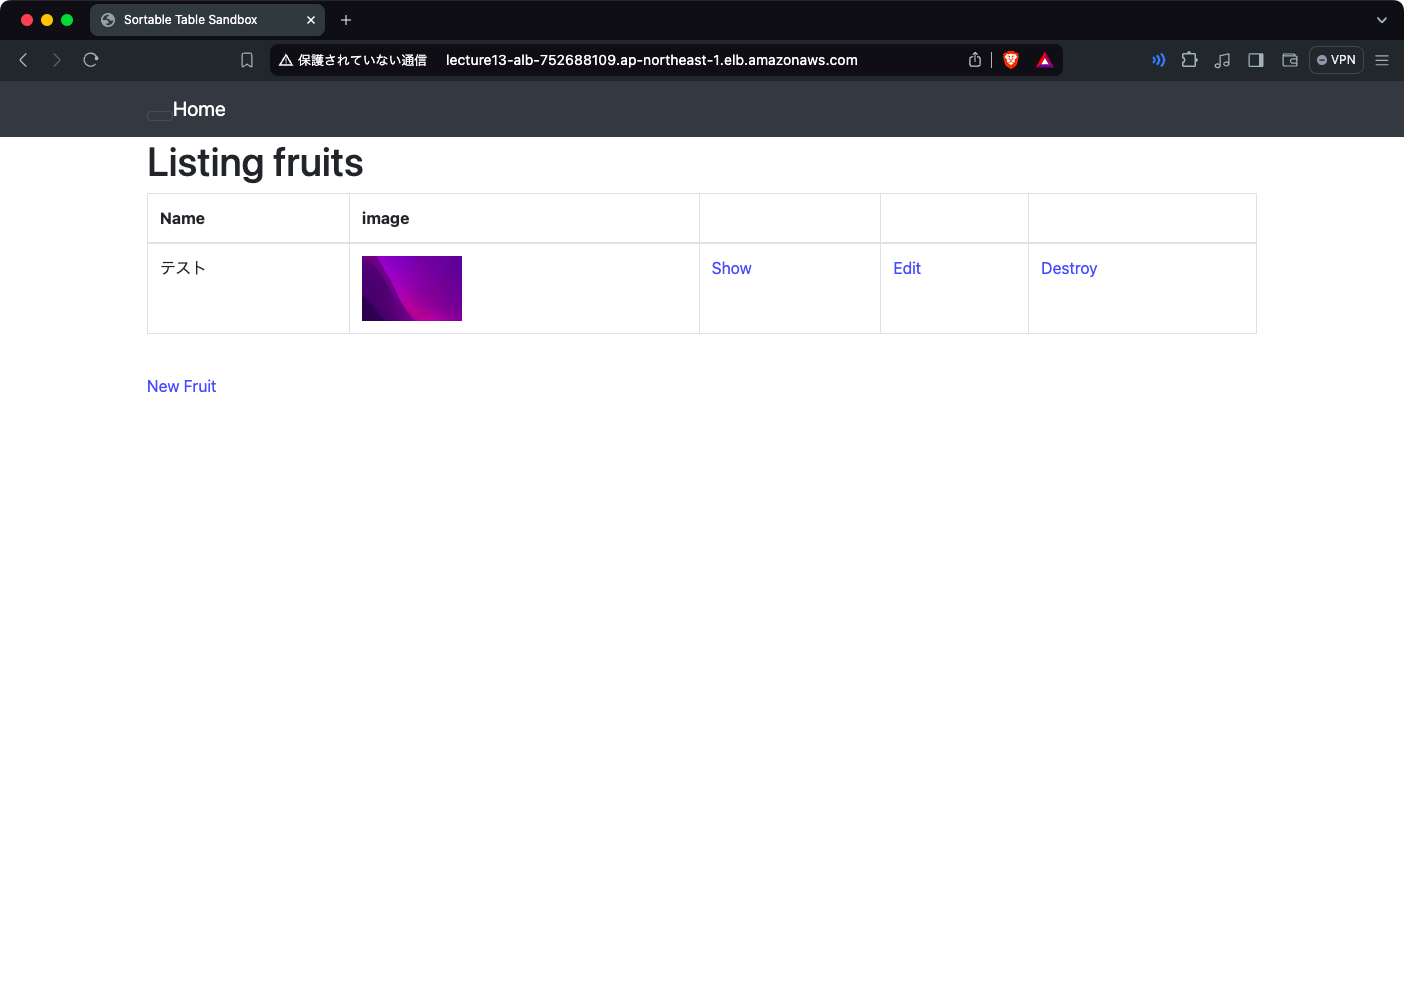 Sortable Table Sandbox
保護されていない通信 lecture13-alb-752688109.ap-northeast-1.elb.amazonaws.com VPN
Home
Listing fruits
Name image
テスト Show Edit Destroy
New Fruit